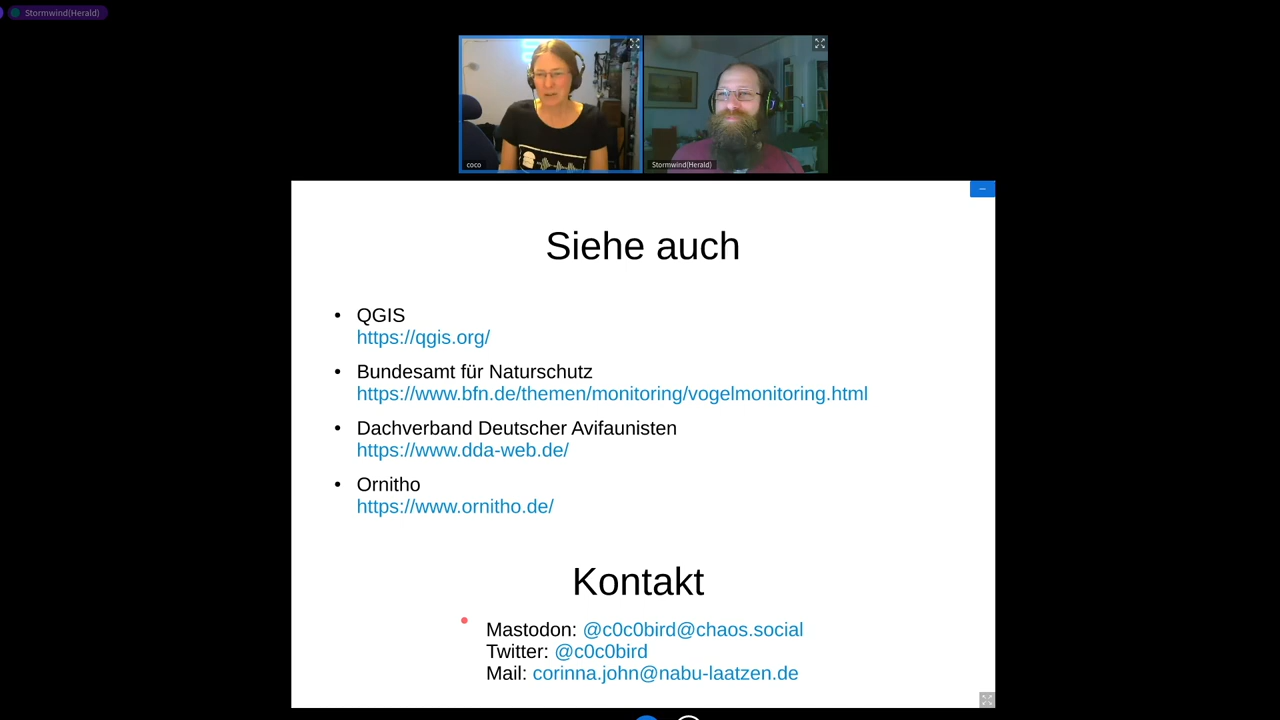 Stormwind(Herald)
coco
Stormwind(Herald)
Siehe auch
• QGIS
https://qgis.org/
• Bundesamt für Naturschutz
https://www.bfn.de/themen/monitoring/vogelmonitoring.html
• Dachverband Deutscher Avifaunisten
https://www.dda-web.de/
• Ornitho
https://www.ornitho.de/
Kontakt
Mastodon: @c0c0bird@chaos.social
Twitter: @c0c0bird
Mail: corinna.john@nabu-laatzen.de